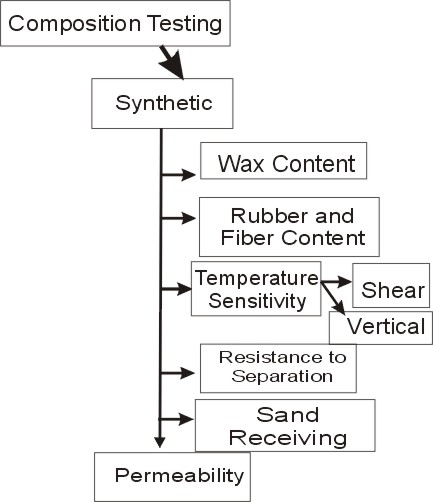 Composition Testing
Synthetic
Wax Content
Rubber and
Fiber Content
Temperature
Sensitivity
Shear
Vertical
Resistance to
Separation
Sand
Receiving
Permeability